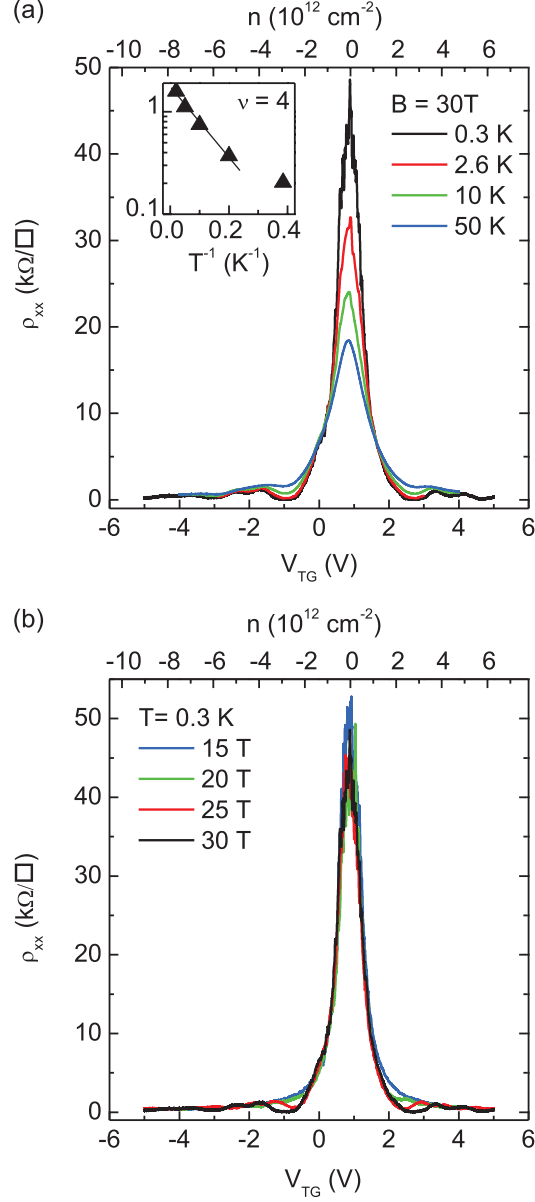 (a)
n (10¹² cm⁻²)
-10 -8 -6 -4 -2 0 2 4 6
50
40
30
20
10
0
ρxx (kΩ/□)
1
0.1
ν = 4
0.0 0.2 0.4
T⁻¹ (K⁻¹)
B = 30T
0.3 K
2.6 K
10 K
50 K
-6 -4 -2 0 2 4 6
V_TG (V)
(b)
n (10¹² cm⁻²)
-10 -8 -6 -4 -2 0 2 4 6
T= 0.3 K
15 T
20 T
25 T
30 T
50
40
30
20
10
0
ρxx (kΩ/□)
-6 -4 -2 0 2 4 6
V_TG (V)